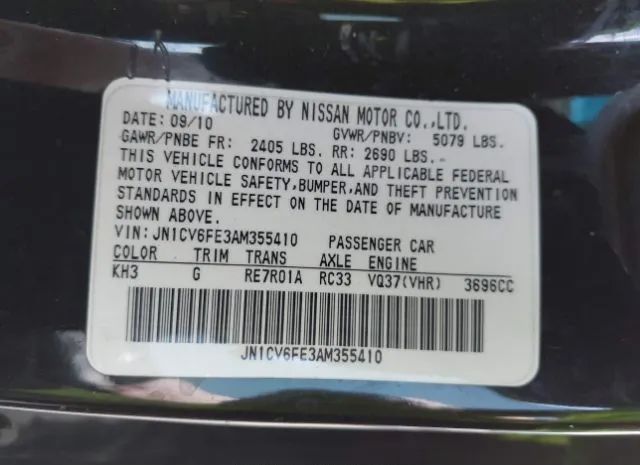 MANUFACTURED BY NISSAN MOTOR CO.,LTD.
DATE: 09/10 GVWR/PNBV: 5079 LBS.
GAWR/PNBE FR: 2405 LBS. RR: 2690 LBS.
THIS VEHICLE CONFORMS TO ALL APPLICABLE FEDERAL
MOTOR VEHICLE SAFETY,BUMPER,AND THEFT PREVENTION
STANDARDS IN EFFECT ON THE DATE OF MANUFACTURE
SHOWN ABOVE.
VIN: JN1CV6FE3AM355410 PASSENGER CAR
COLOR TRIM TRANS AXLE ENGINE
KH3 G RE7R01A RC33 VQ37(VHR) 3696CC
JN1CV6FE3AM355410